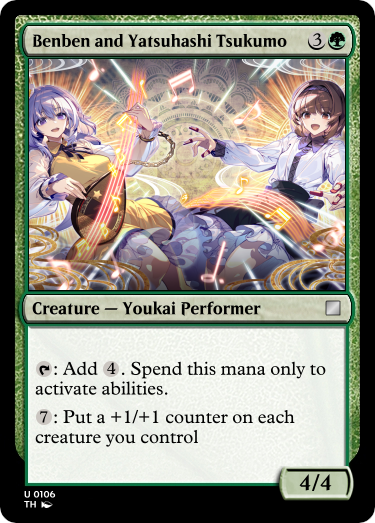 Benben and Yatsuhashi Tsukumo 3
Creature — Youkai Performer
: Add 4. Spend this mana only to
activate abilities.
7: Put a +1/+1 counter on each
creature you control
4/4
U 0106
TH